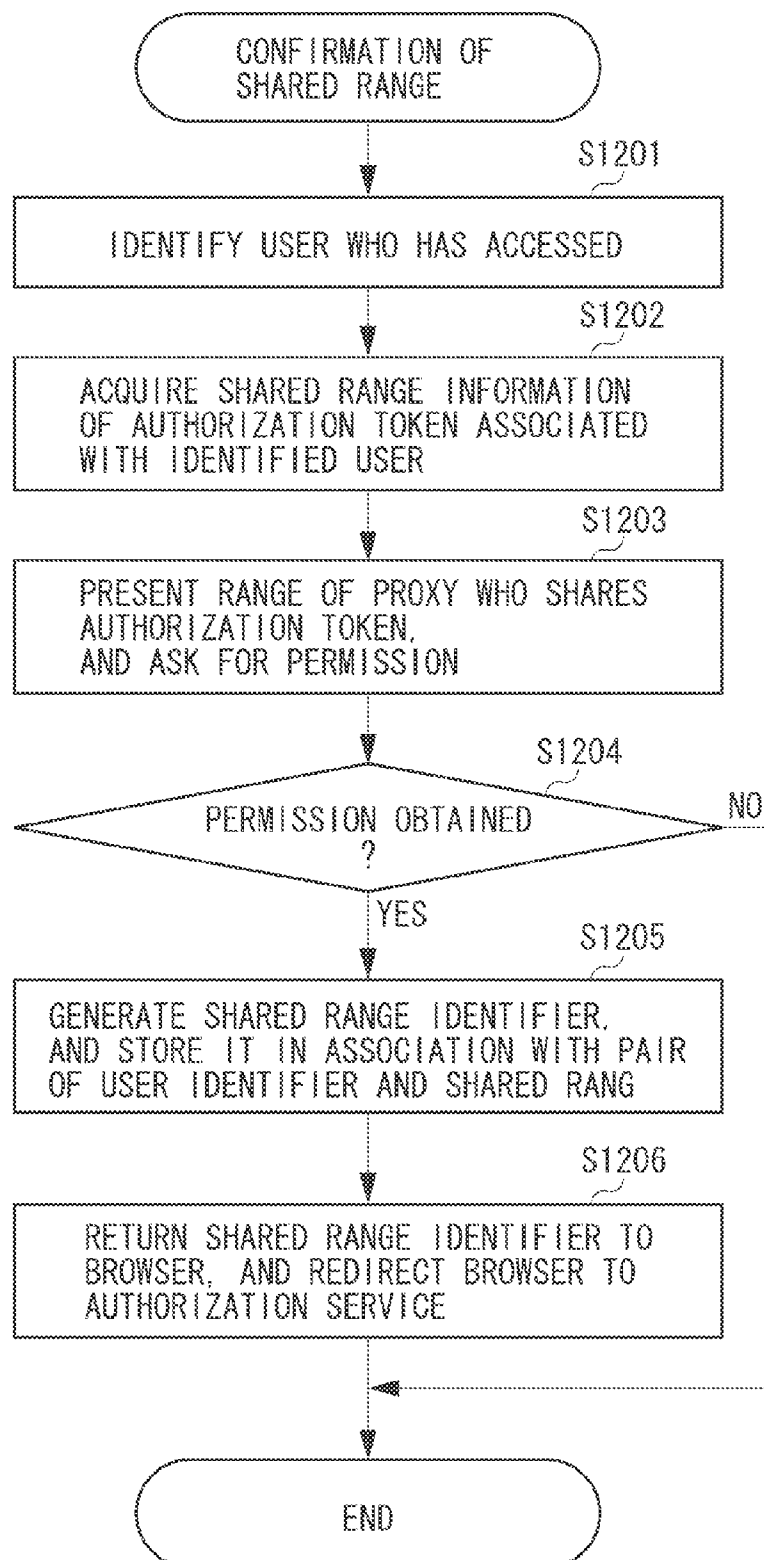 CONFIRMATION OF
SHARED RANGE
S1201
IDENTIFY USER WHO HAS ACCESSED
S1202
ACQUIRE SHARED RANGE INFORMATION
OF AUTHORIZATION TOKEN ASSOCIATED
WITH IDENTIFIED USER
S1203
PRESENT RANGE OF PROXY WHO SHARES
AUTHORIZATION TOKEN,
AND ASK FOR PERMISSION
S1204
PERMISSION OBTAINED
?
NO
YES
S1205
GENERATE SHARED RANGE IDENTIFIER,
AND STORE IT IN ASSOCIATION WITH PAIR
OF USER IDENTIFIER AND SHARED RANG
S1206
RETURN SHARED RANGE IDENTIFIER TO
BROWSER, AND REDIRECT BROWSER TO
AUTHORIZATION SERVICE
END